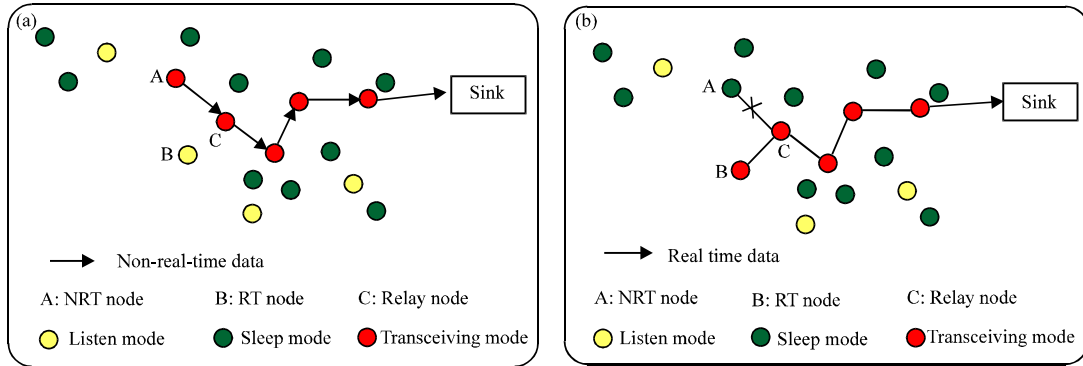 (a)
A
Sink
C
B
Non-real-time data
A: NRT node B: RT node C: Relay node
Listen mode Sleep mode Transceiving mode
(b)
A
Sink
C
B
Real time data
A: NRT node B: RT node C: Relay node
Listen mode Sleep mode Transceiving mode